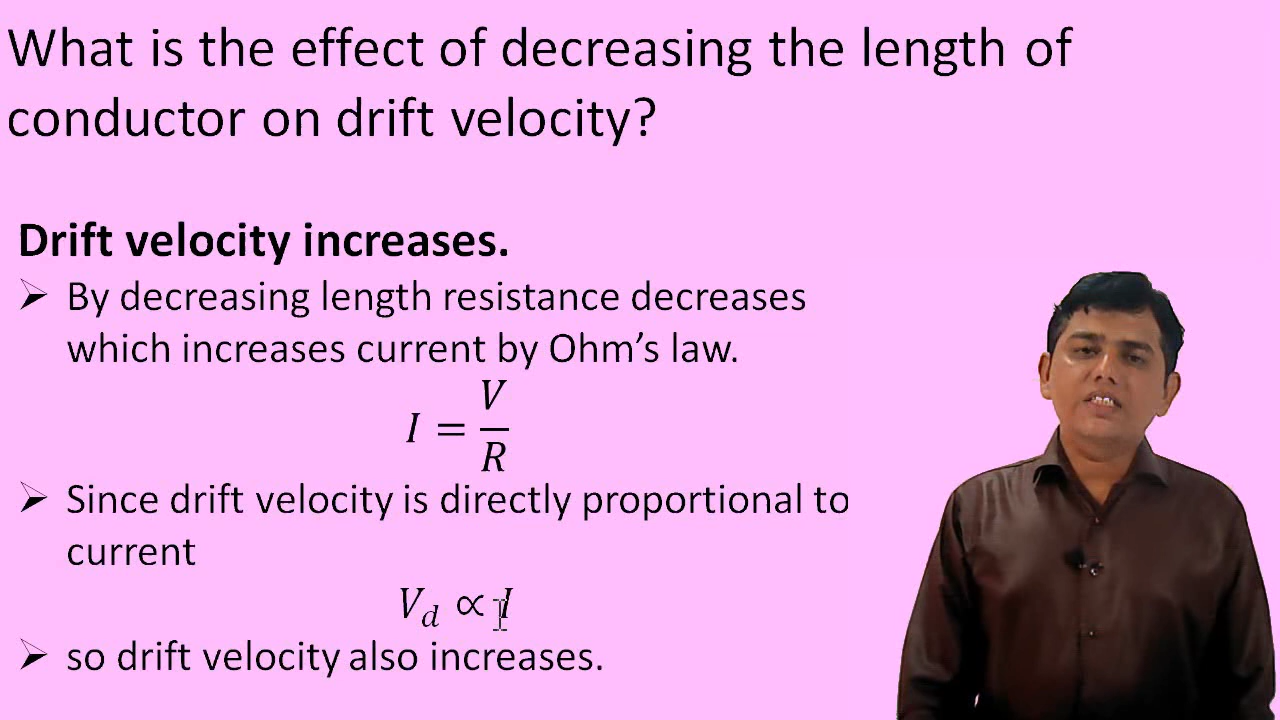 What is the effect of decreasing the length of
conductor on drift velocity?
Drift velocity increases.
➢ By decreasing length resistance decreases
which increases current by Ohm’s law.
I = V/R
➢ Since drift velocity is directly proportional to
current
V_d ∝ I
➢ so drift velocity also increases.